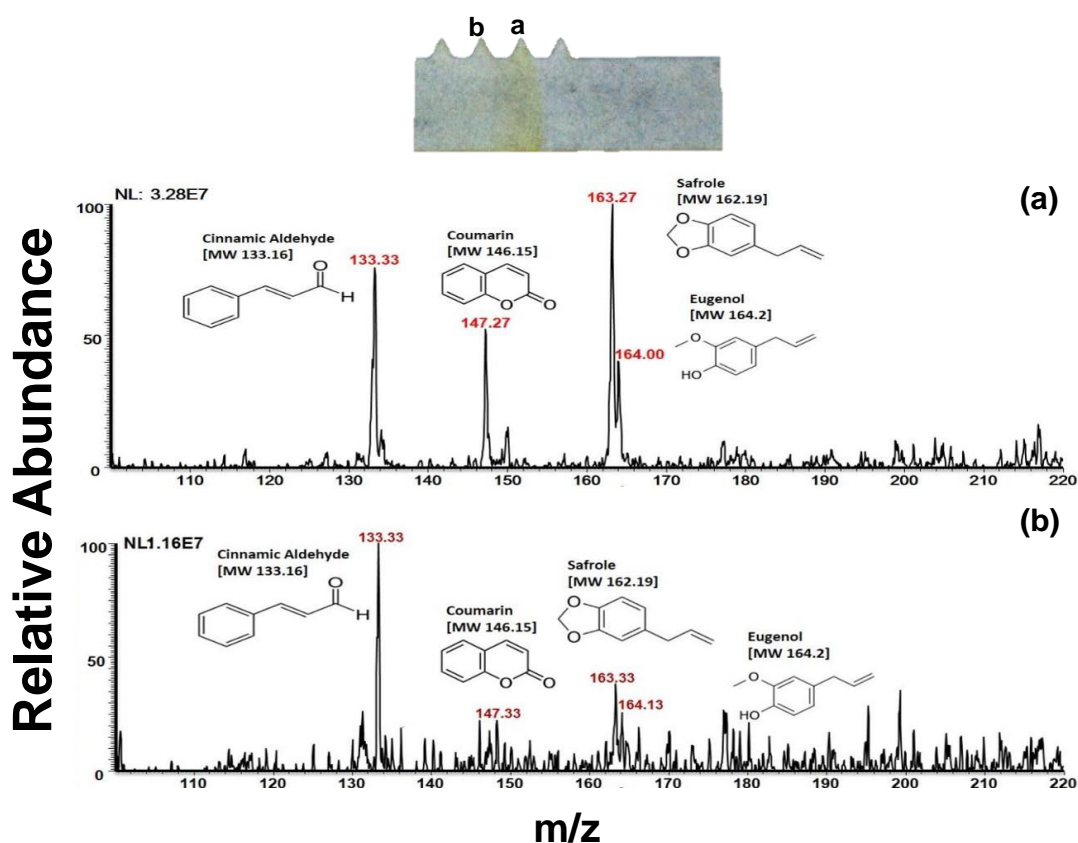 b a
(a)
NL: 3.28E7
Safrole
[MW 162.19]
163.27
100
Cinnamic Aldehyde
[MW 133.16]
Coumarin
[MW 146.15]
133.33
O
H
O
O
O
O
Eugenol
[MW 164.2]
147.27
50
164.00
O
HO
0
110 120 130 140 150 160 170 180 190 200 210 220
Relative Abundance
(b)
NL1.16E7
133.33
100
Cinnamic Aldehyde
[MW 133.16]
Safrole
[MW 162.19]
O
H
Coumarin
[MW 146.15]
O
O
O
O
Eugenol
[MW 164.2]
50
163.33
164.13
147.33
O
HO
0
110 120 130 140 150 160 170 180 190 200 210 220
m/z